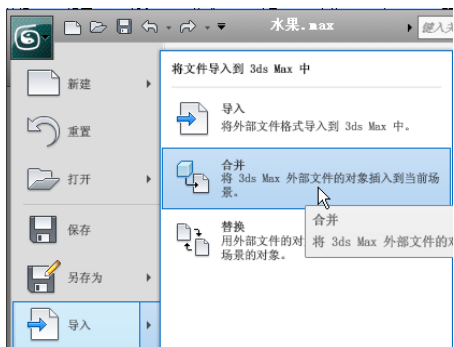 水果.max
键入关
新建
重置
打开
保存
另存为
导入
将文件导入到 3ds Max 中
导入
将外部文件格式导入到 3ds Max 中。
合并
将 3ds Max 外部文件的对象插入到当前场
景。
替换
用外部文件的对
场景的对象。
合并
将 3ds Max 外部文件的